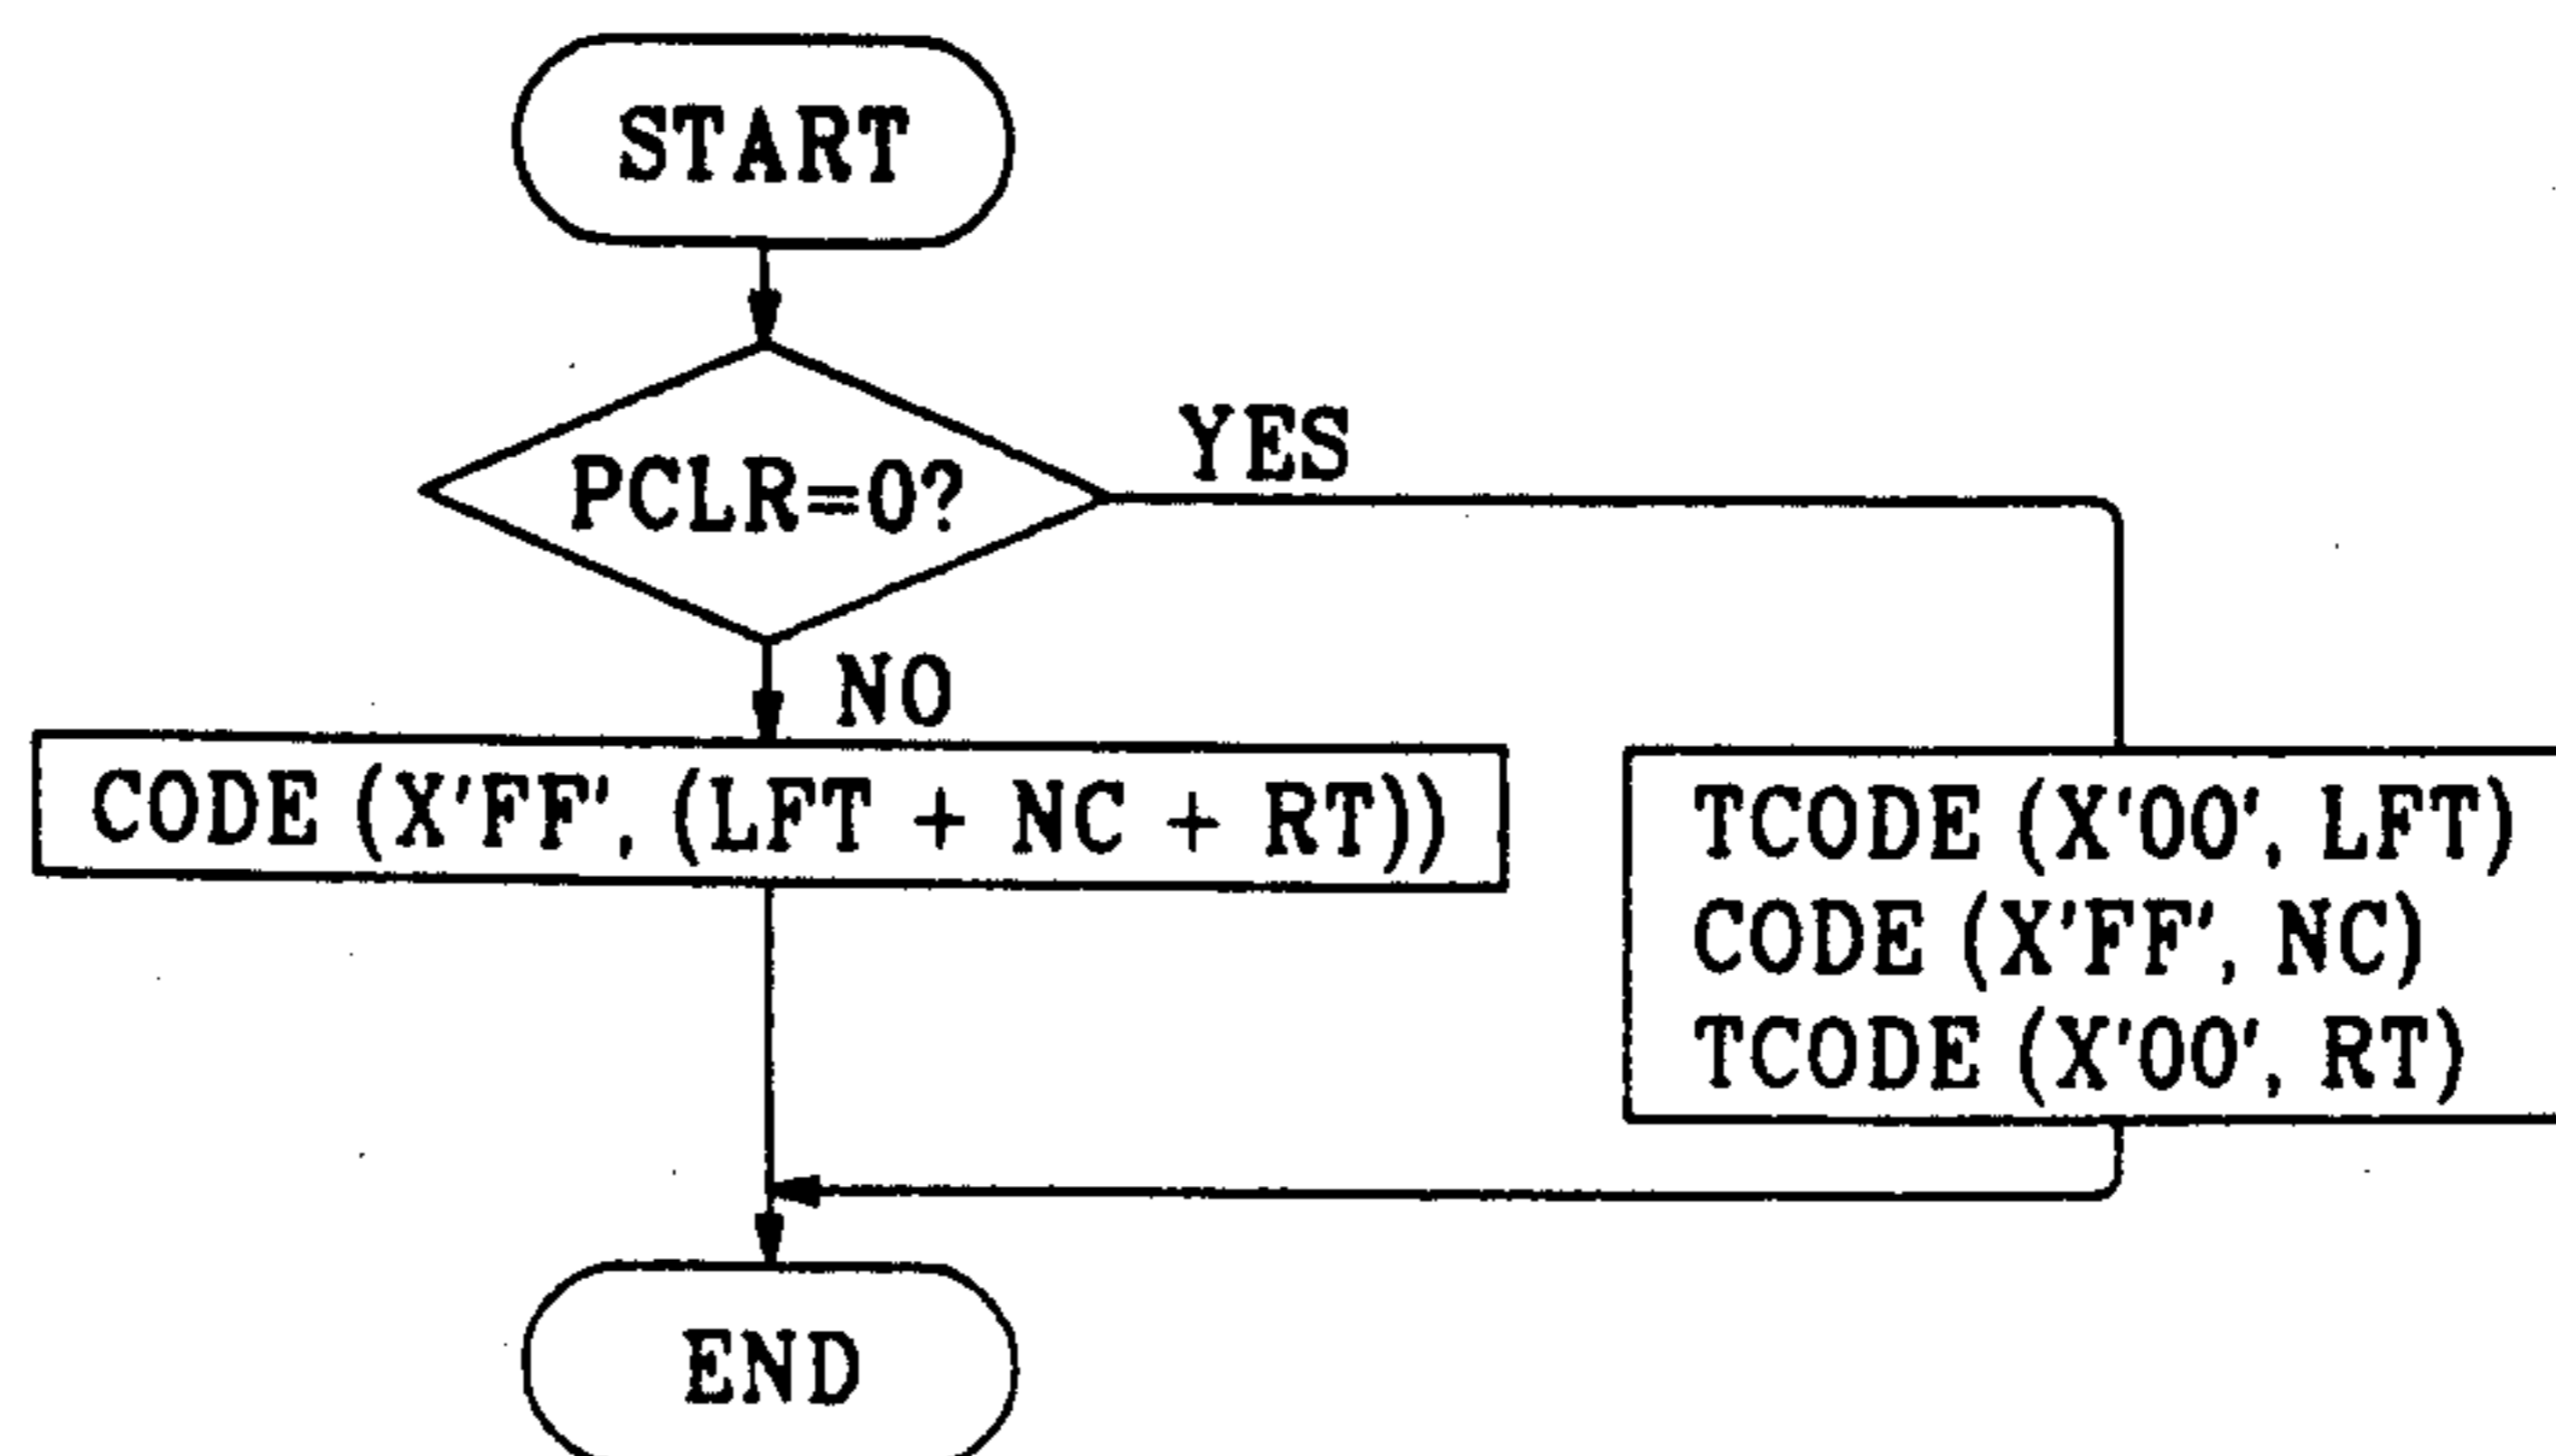 START
PCLR=0?
YES
NO
CODE (X'FF', (LFT + NC + RT))
TCODE (X'00', LFT)
CODE (X'FF', NC)
TCODE (X'00', RT)
END